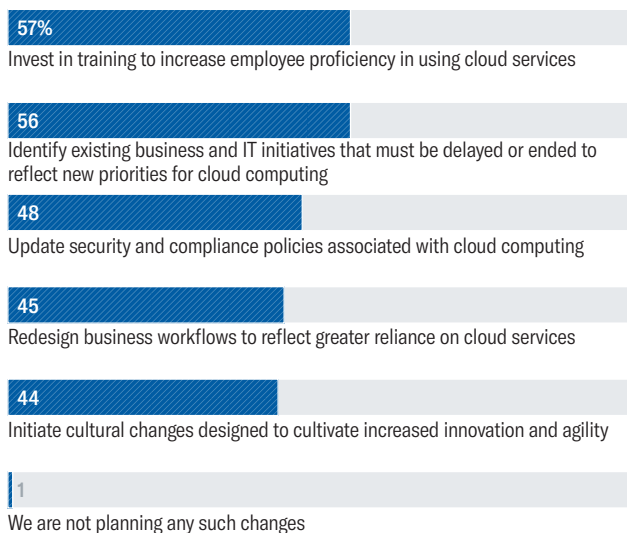 57%
Invest in training to increase employee proficiency in using cloud services
56
Identify existing business and IT initiatives that must be delayed or ended to
reflect new priorities for cloud computing
48
Update security and compliance policies associated with cloud computing
45
Redesign business workflows to reflect greater reliance on cloud services
44
Initiate cultural changes designed to cultivate increased innovation and agility
1
We are not planning any such changes